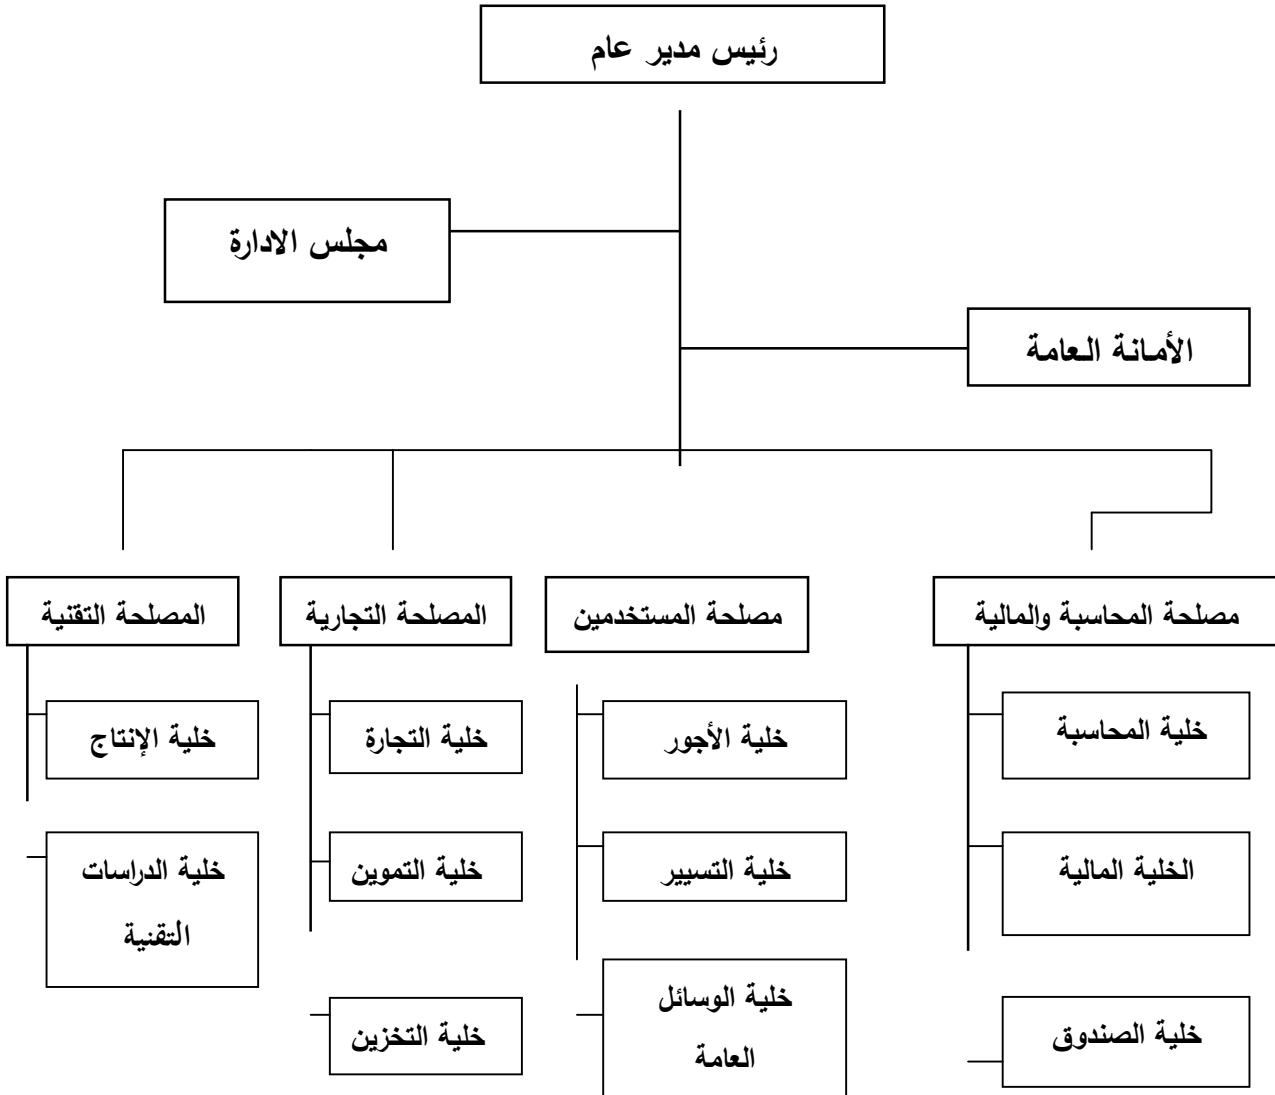 رئيس مدير عام
مجلس الادارة
الأمانة العامة
مصلحة المحاسبة والمالية
مصلحة المستخدمين
المصلحة التجارية
المصلحة التقنية
خلية المحاسبة
خلية الأجور
خلية التجارة
خلية الإنتاج
الخلية المالية
خلية التسيير
خلية التموين
خلية الدراسات
التقنية
خلية الصندوق
خلية الوسائل
العامة
خلية التخزين